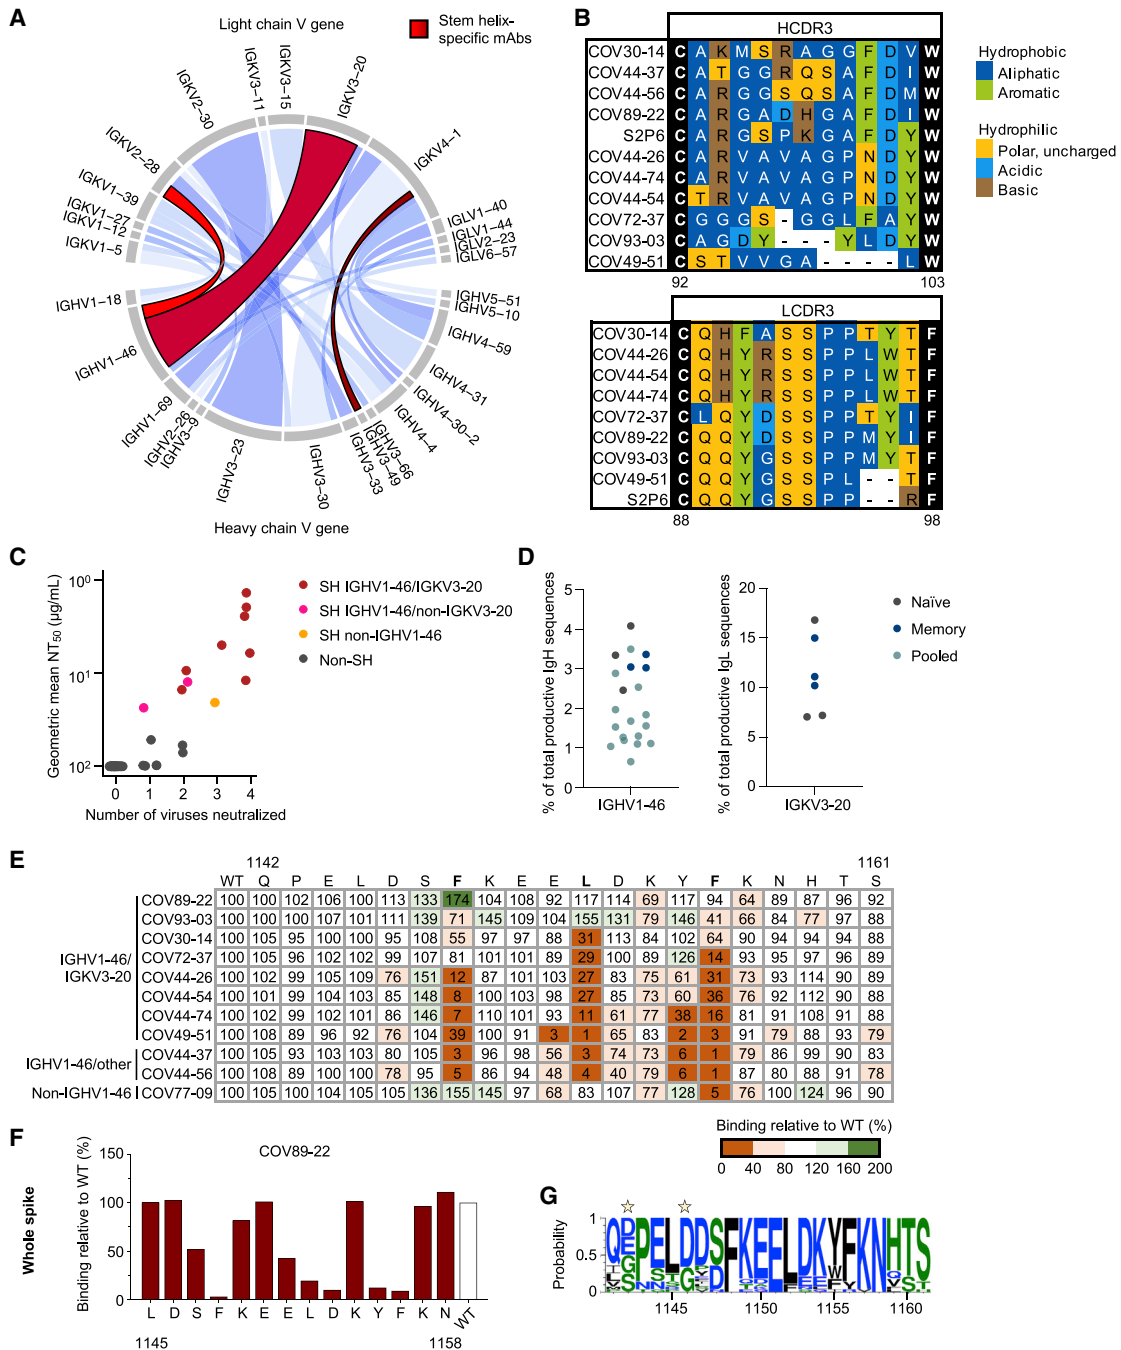 A
Light chain V gene
Stem helix-
specific mAbs
IGKV3–11
IGKV3–15
IGKV3–20
IGKV4–1
IGKV2–30
IGKV2–28
IGKV1–39
IGKV1–27
IGKV1–12
IGKV1–5
IGLV1–40
IGLV1–44
IGLV2–23
IGLV6–57
IGHV1–18
IGHV1–46
IGHV1–69
IGHV2–26
IGHV3–9
IGHV3–23
IGHV3–30
IGHV3–33
IGHV3–49
IGHV3–66
IGHV4–4
IGHV4–30–2
IGHV4–31
IGHV4–59
IGHV5–10
IGHV5–51
Heavy chain V gene
B
HCDR3
COV30-14 C A K M S R A G G F D V W
COV44-37 C A T G G R Q S A F D I W
COV44-56 C A R G G S Q S A F D M W
COV89-22 C A R G A D H G A F D I W
S2P6 C A R G S P K G A F D Y W
COV44-26 C A R V A V A G P N D Y W
COV44-74 C A R V A V A G P N D Y W
COV44-54 C T R V A V A G P N D Y W
COV72-37 C G G G S - G G L F A Y W
COV93-03 C A G D Y - - - Y L D Y W
COV49-51 C S T V V G A - - - - L W
92 103
Hydrophobic
Aliphatic
Aromatic
Hydrophilic
Polar, uncharged
Acidic
Basic
LCDR3
COV30-14 C Q H F A S S P P T Y T F
COV44-26 C Q H Y R S S P P L W T F
COV44-54 C Q H Y R S S P P L W T F
COV44-74 C Q H Y R S S P P L W T F
COV72-37 C L Q Y D S S P P T Y I F
COV89-22 C Q Q Y D S S P P M Y I F
COV93-03 C Q Q Y G S S P P M Y T F
COV49-51 C Q Q Y G S S P L - - T F
S2P6 C Q Q Y G S S P P - - R F
88 98
C
Geometric mean NT50 (µg/mL)
10⁰
10¹
10²
0 1 2 3 4
Number of viruses neutralized
SH IGHV1-46/IGKV3-20
SH IGHV1-46/non-IGKV3-20
SH non-IGHV1-46
Non-SH
D
% of total productive IgH sequences
5
4
3
2
1
0
IGHV1-46
% of total productive IgL sequences
20
15
10
5
0
IGKV3-20
Naïve
Memory
Pooled
E
1142 1161
WT Q P E L D S F K E E L D K Y F K N H T S
IGHV1-46/
IGKV3-20
COV89-22 100 100 102 106 100 113 133 174 104 108 92 117 114 69 117 94 64 89 87 96 92
COV93-03 100 100 100 107 101 111 139 71 145 109 104 155 131 79 146 41 66 84 77 97 88
COV30-14 100 105 95 100 100 95 108 55 97 97 88 31 113 84 102 64 90 94 94 94 88
COV72-37 100 105 96 102 102 99 107 81 101 101 89 29 100 89 126 14 93 95 97 96 89
COV44-26 100 102 99 105 109 76 151 12 87 101 103 27 83 75 61 31 73 93 114 90 89
COV44-54 100 101 99 104 103 85 148 8 100 103 98 27 85 73 60 36 76 92 112 90 88
COV44-74 100 102 99 102 101 86 146 7 110 101 93 11 61 77 38 16 81 91 108 91 88
COV49-51 100 108 89 96 92 76 104 39 100 91 3 1 65 83 2 3 91 79 88 93 79
IGHV1-46/other
COV44-37 100 105 93 103 103 80 105 3 96 98 56 3 74 73 6 1 79 86 99 90 83
COV44-56 100 108 89 100 100 78 95 5 86 94 48 4 40 79 6 1 87 80 88 91 78
Non-IGHV1-46 COV77-09 100 95 100 104 105 105 136 155 145 97 68 83 107 77 128 5 76 100 124 96 90
Binding relative to WT (%)
0 40 80 120 160 200
F
COV89-22
Whole spike
Binding relative to WT (%)
150
100
50
0
L D S F K E E L D K Y F K N WT
1145 1158
G
Probability
1
0.5
0
1145 1150 1155 1160